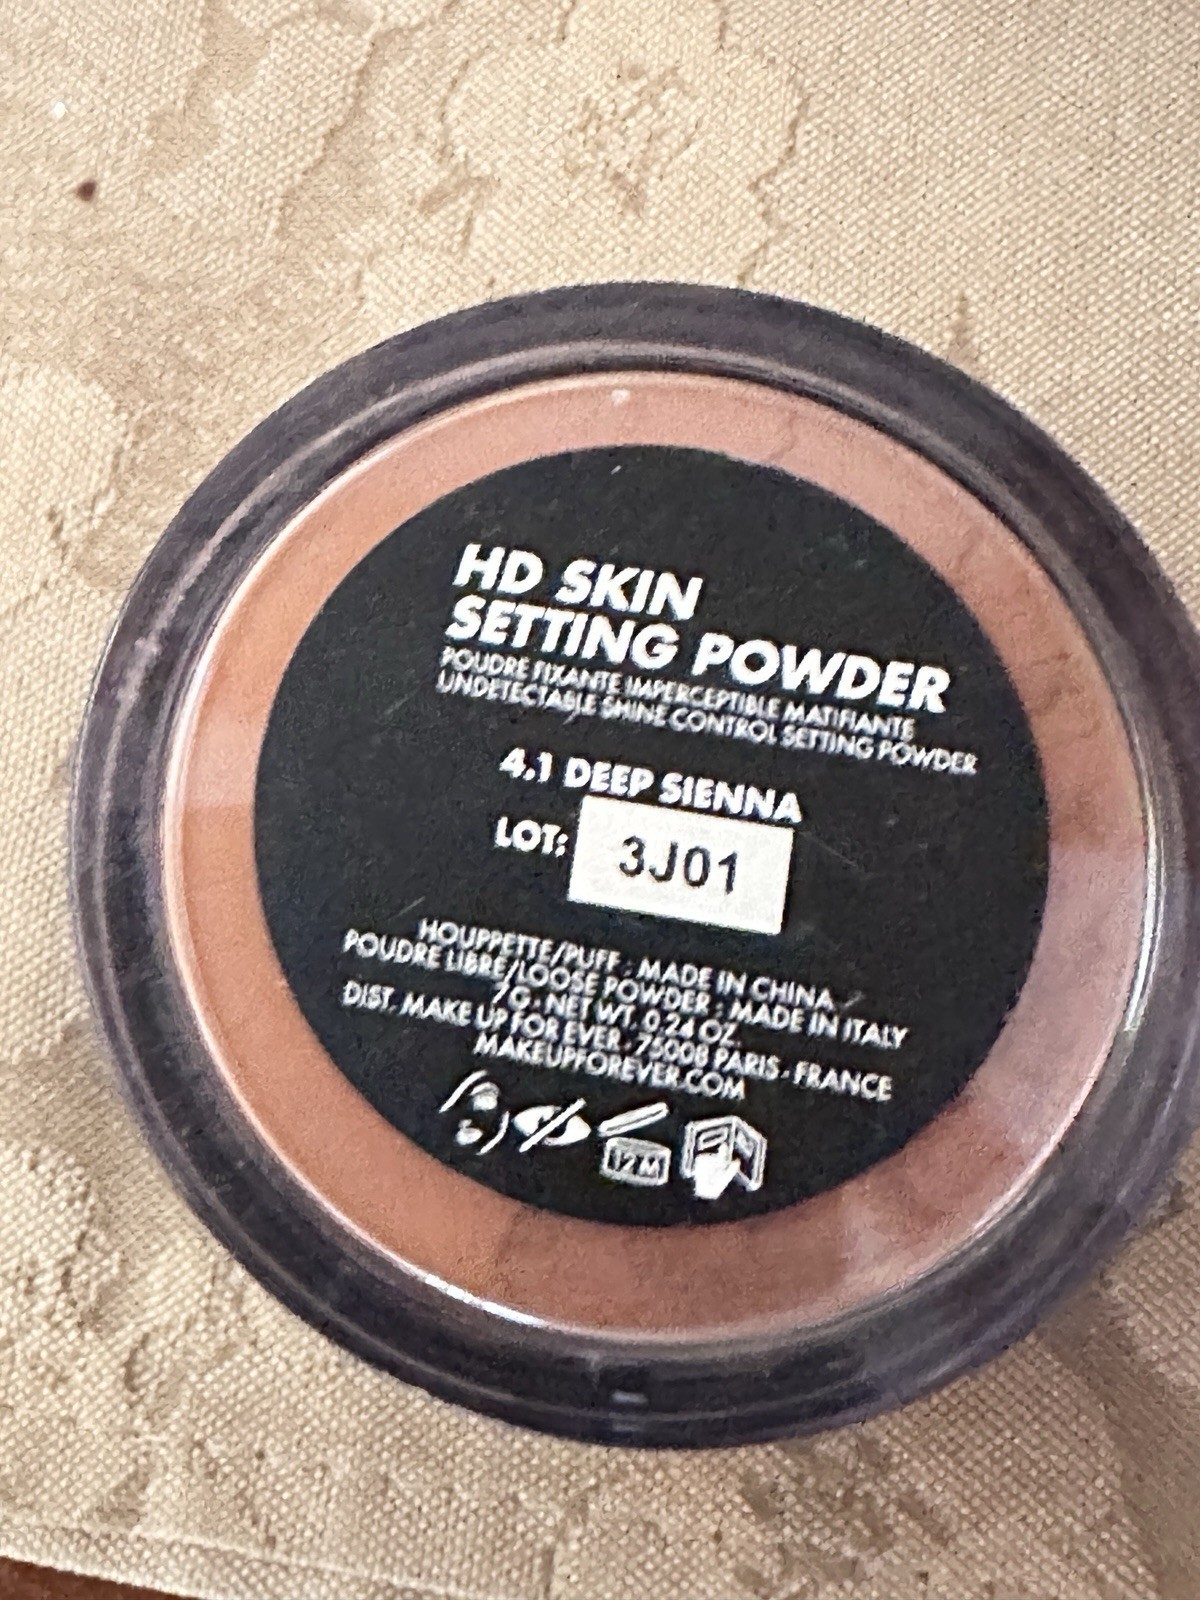 HD SKIN
SETTING POWDER
POUDRE FIXANTE IMPERCEPTIBLE MATIFIANTE
UNDETECTABLE SHINE CONTROL SETTING POWDER
4.1 DEEP SIENNA
LOT: 3J01
HOUPPETTE/PUFF : MADE IN CHINA
POUDRE LIBRE/LOOSE POWDER : MADE IN ITALY
7G - NET WT. 0.24 OZ.
DIST. MAKE UP FOR EVER - 75008 PARIS - FRANCE
MAKEUPFOREVER.COM
12M